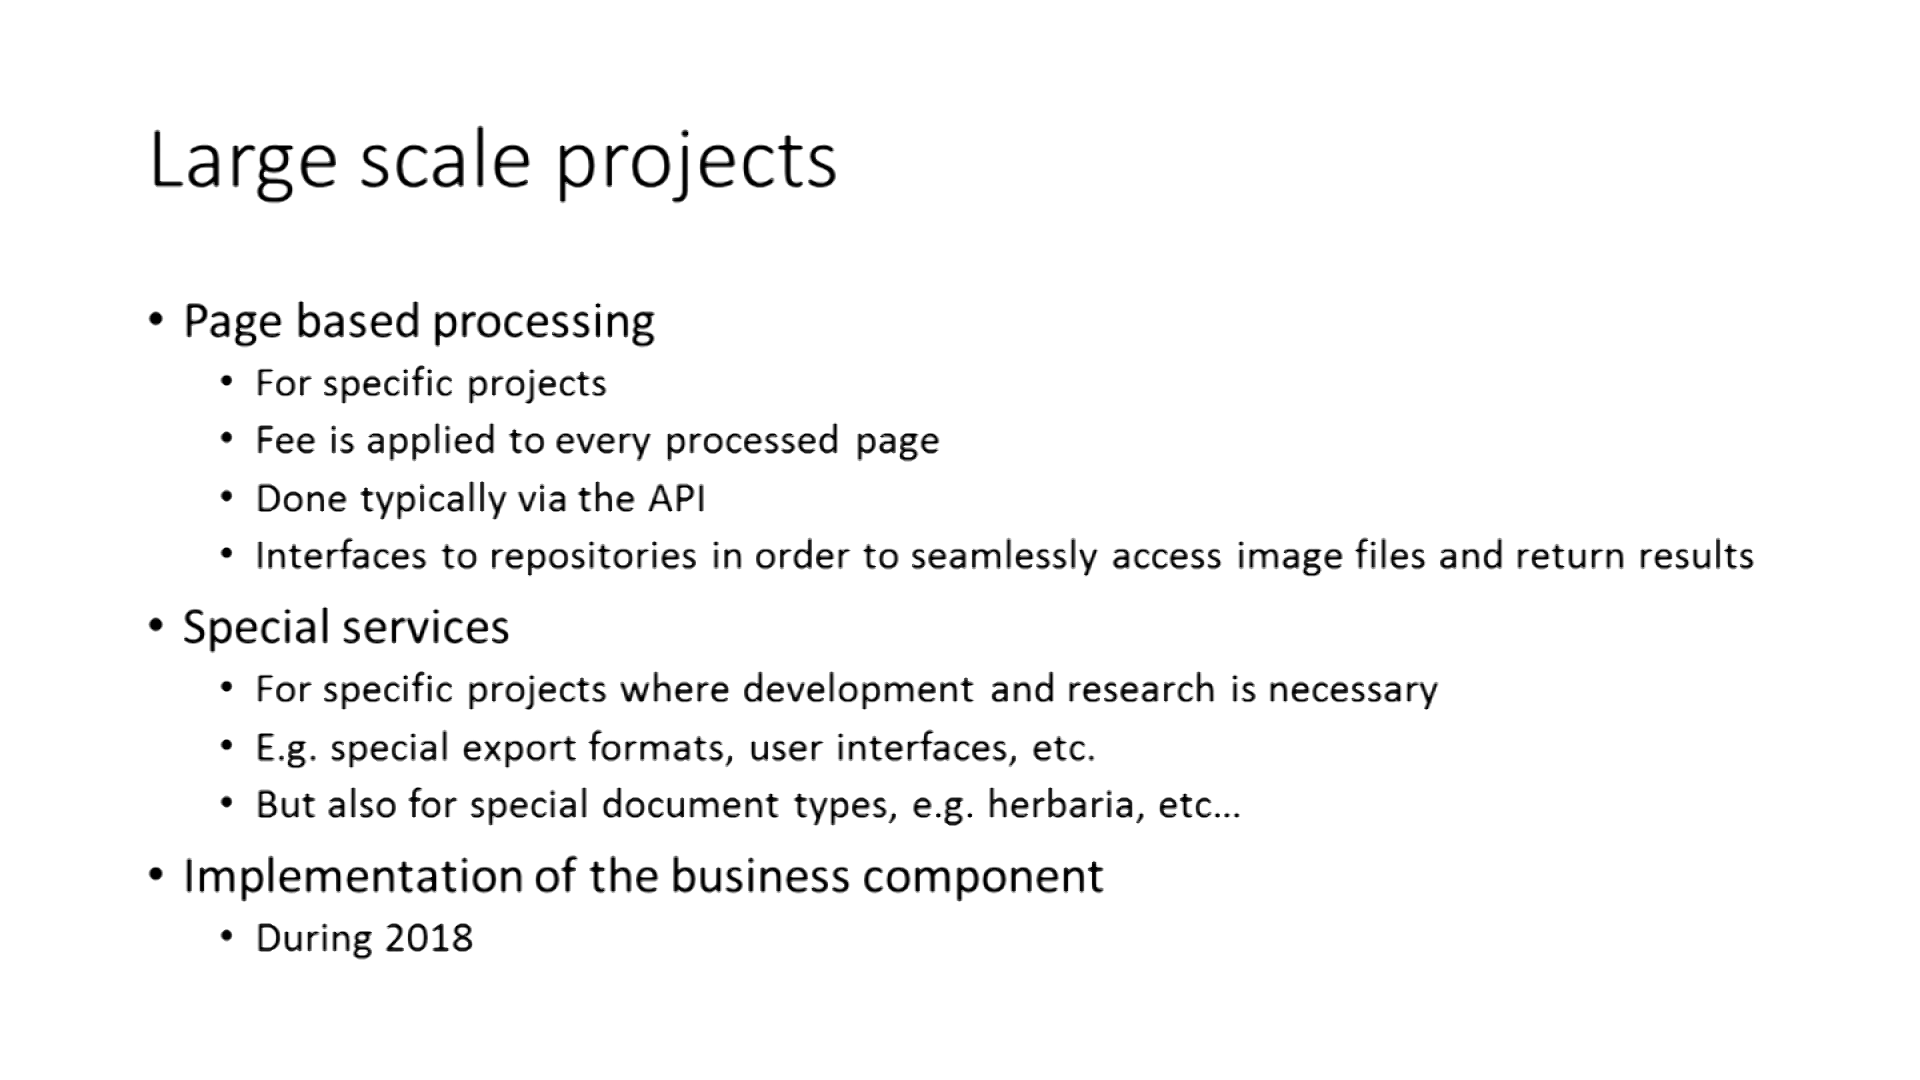 Large scale projects
• Page based processing
• For specific projects
• Fee is applied to every processed page
• Done typically via the API
• Interfaces to repositories in order to seamlessly access image files and return results
• Special services
• For specific projects where development and research is necessary
• E.g. special export formats, user interfaces, etc.
• But also for special document types, e.g. herbaria, etc...
• Implementation of the business component
• During 2018